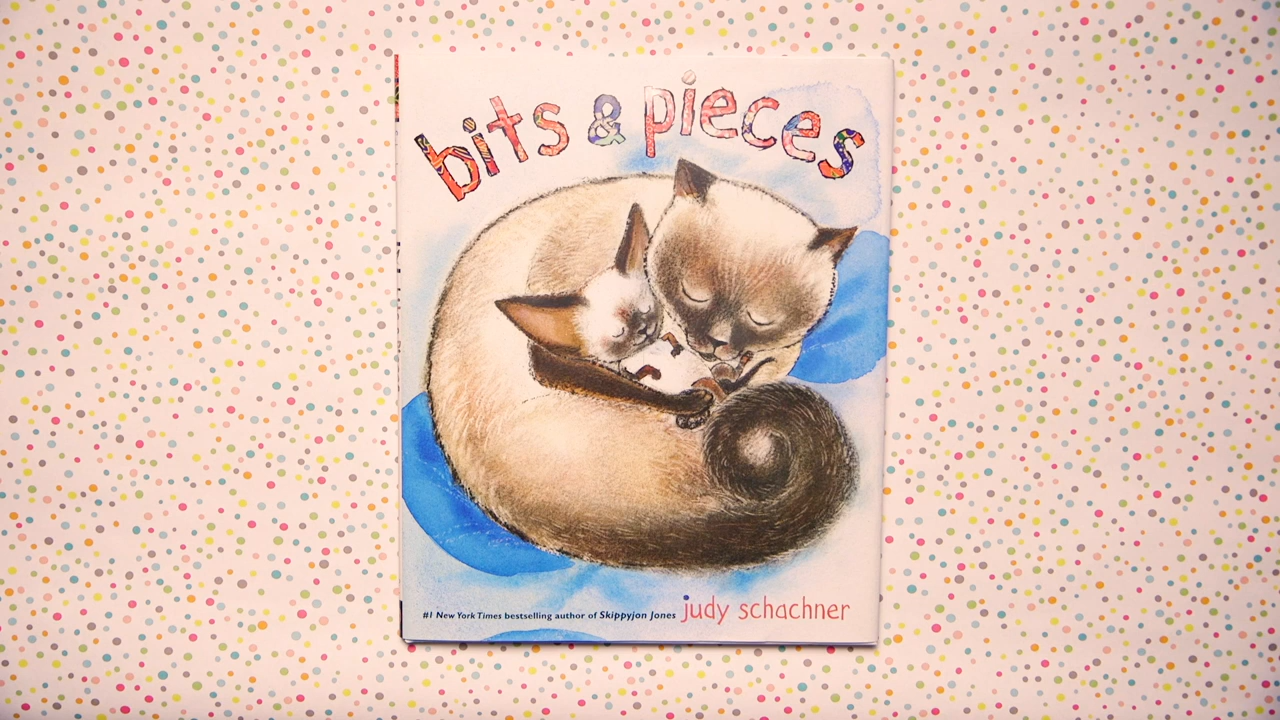 bits & pieces
#1 New York Times bestselling author of Skippyjon Jones judy schachner